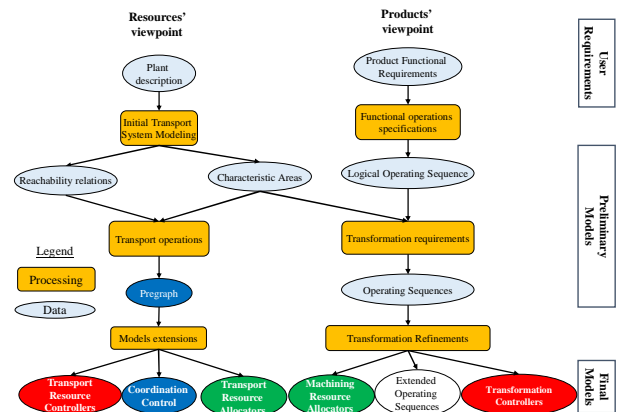 Resources'
viewpoint
Products'
viewpoint
Plant
description
Product Functional
Requirements
User
Requirements
Initial Transport
System Modeling
Functional operations
specifications
Reachability relations
Characteristic Areas
Logical Operating Sequence
Preliminary
Models
Transport operations
Transformation requirements
Legend
Processing
Data
Pregraph
Operating Sequences
Models extensions
Transformation Refinements
Transport
Resource
Controllers
Coordination
Control
Transport
Resource
Allocators
Machining
Resource
Allocators
Extended
Operating
Sequences
Transformation
Controllers
Final
Models